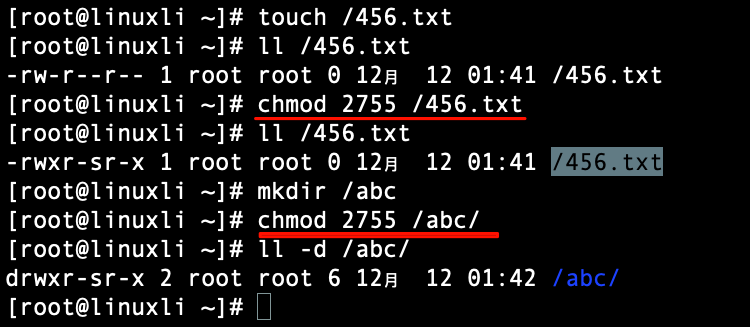 [root@linuxli ~]# touch /456.txt
[root@linuxli ~]# ll /456.txt
-rw-r--r-- 1 root root 0 12月  12 01:41 /456.txt
[root@linuxli ~]# chmod 2755 /456.txt
[root@linuxli ~]# ll /456.txt
-rwxr-sr-x 1 root root 0 12月  12 01:41 /456.txt
[root@linuxli ~]# mkdir /abc
[root@linuxli ~]# chmod 2755 /abc/
[root@linuxli ~]# ll -d /abc/
drwxr-sr-x 2 root root 6 12月  12 01:42 /abc/
[root@linuxli ~]#